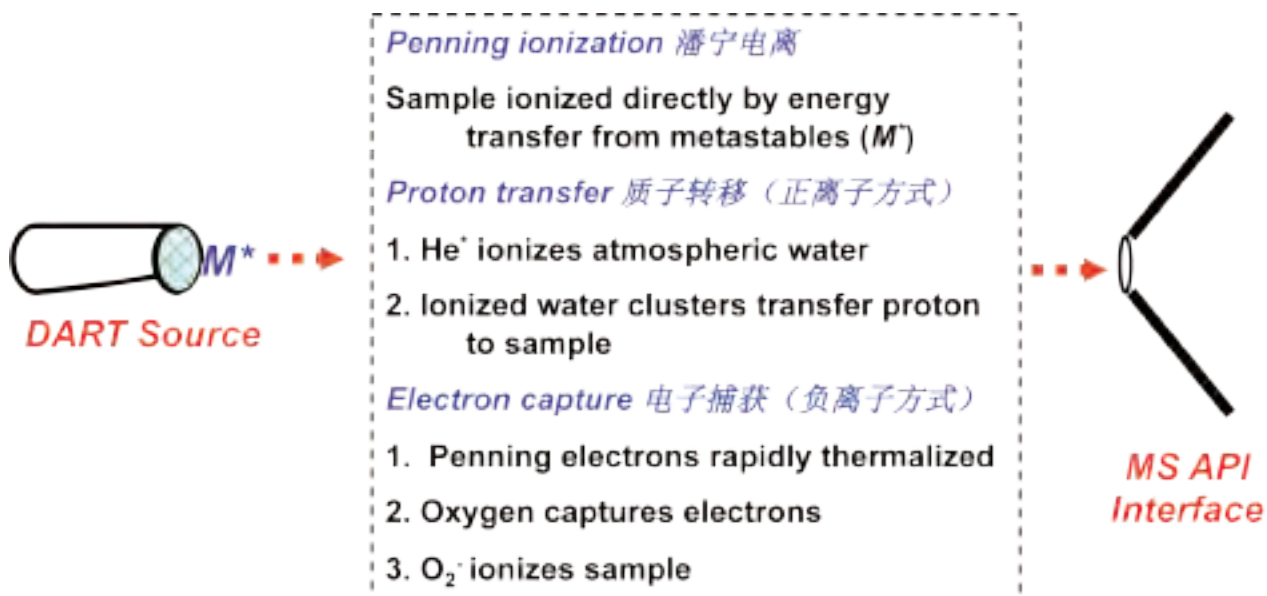 Penning ionization 潘宁电离
Sample ionized directly by energy
transfer from metastables (M*)
Proton transfer 质子转移（正离子方式）
1. He* ionizes atmospheric water
2. Ionized water clusters transfer proton
to sample
Electron capture 电子捕获（负离子方式）
1. Penning electrons rapidly thermalized
2. Oxygen captures electrons
3. O₂⁻ ionizes sample
M*
DART Source
MS API
Interface